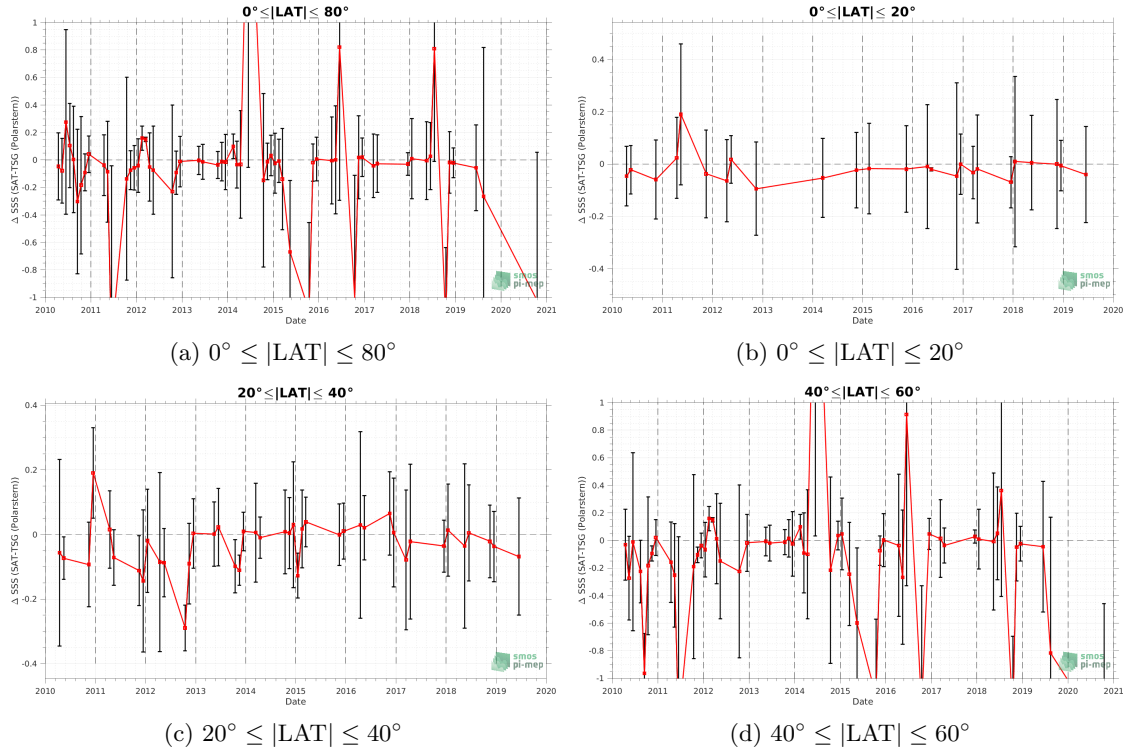 0°≤|LAT|≤ 80°
1
0.8
0.6
0.4
0.2
0
-0.2
-0.4
-0.6
-0.8
-1
Δ SSS (SAT-TSG (Polarstern))
2010 2011 2012 2013 2014 2015 2016 2017 2018 2019 2020 2021
Date
smos
pi-mep
(a) 0° ≤ |LAT| ≤ 80°
0°≤|LAT|≤ 20°
0.4
0.2
0
-0.2
0.4
Δ SSS (SAT-TSG (Polarstern))
2010 2011 2012 2013 2014 2015 2016 2017 2018 2019 2020
Date
smos
pi-mep
(b) 0° ≤ |LAT| ≤ 20°
20°≤|LAT|≤ 40°
0.4
0.2
0
-0.2
-0.4
Δ SSS (SAT-TSG (Polarstern))
2010 2011 2012 2013 2014 2015 2016 2017 2018 2019 2020
Date
smos
pi-mep
(c) 20° ≤ |LAT| ≤ 40°
40°≤|LAT|≤ 60°
1
0.8
0.6
0.4
0.2
0
-0.2
-0.4
-0.6
-0.8
-1
Δ SSS (SAT-TSG (Polarstern))
2010 2011 2012 2013 2014 2015 2016 2017 2018 2019 2020 2021
Date
smos
pi-mep
(d) 40° ≤ |LAT| ≤ 60°